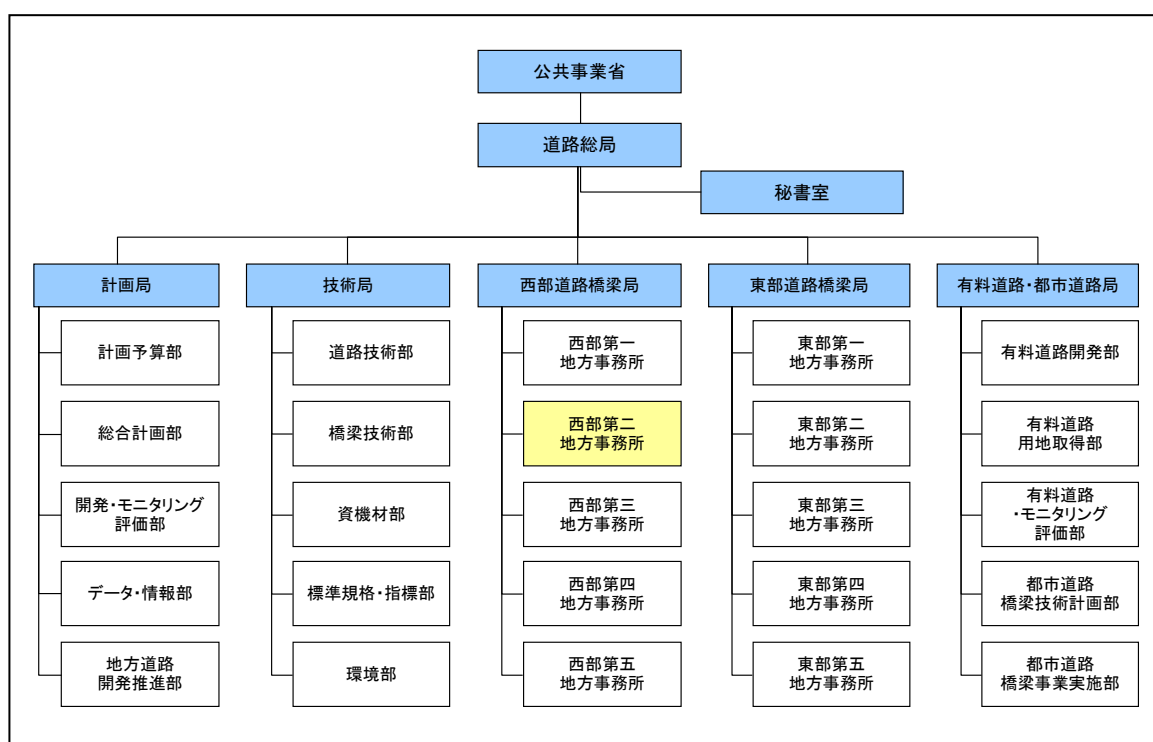 公共事業省
道路総局
秘書室
計画局
計画予算部
総合計画部
開発・モニタリング
評価部
データ・情報部
地方道路
開発推進部
技術局
道路技術部
橋梁技術部
資機材部
標準規格・指標部
環境部
西部道路橋梁局
西部第一
地方事務所
西部第二
地方事務所
西部第三
地方事務所
西部第四
地方事務所
西部第五
地方事務所
東部道路橋梁局
東部第一
地方事務所
東部第二
地方事務所
東部第三
地方事務所
東部第四
地方事務所
東部第五
地方事務所
有料道路・都市道路局
有料道路開発部
有料道路
用地取得部
有料道路
・モニタリング
評価部
都市道路
橋梁技術計画部
都市道路
橋梁事業実施部